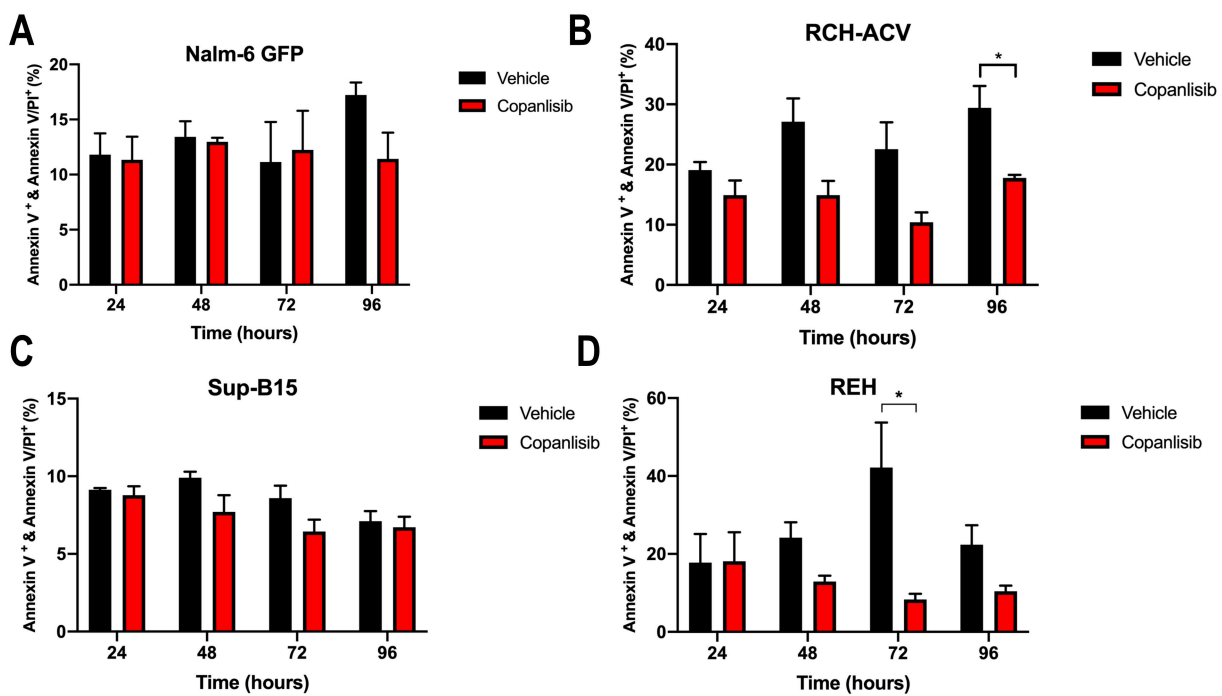 A
Nalm-6 GFP
Annexin V + & Annexin V/PI+ (%)
20
15
10
5
0
24 48 72 96
Time (hours)
Vehicle
Copanlisib
B
RCH-ACV
Annexin V + & Annexin V/PI+ (%)
40
30
20
10
0
*
24 48 72 96
Time (hours)
Vehicle
Copanlisib
C
Sup-B15
Annexin V + & Annexin V/PI+ (%)
15
10
5
0
24 48 72 96
Time (hours)
Vehicle
Copanlisib
D
REH
Annexin V + & Annexin V/PI+ (%)
60
40
20
0
*
24 48 72 96
Time (hours)
Vehicle
Copanlisib